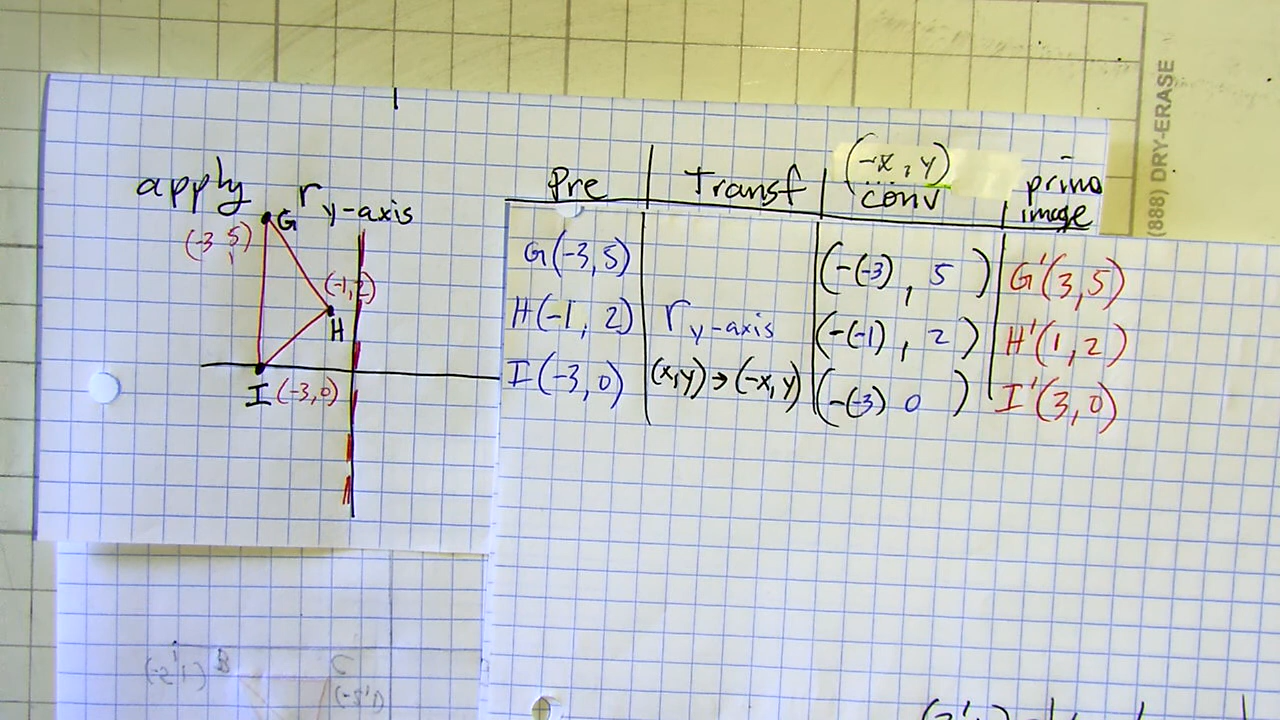 apply r y-axis
G
(-3, 5)
(-1, 2)
H
I (-3, 0)
(-x, y)
Pre | Transf | conv | prime image
G(-3, 5) (-(-3), 5) G'(3, 5)
H(-1, 2) r y-axis (-(-1), 2) H'(1, 2)
I(-3, 0) (x,y) → (-x, y) (-(-3) 0) I'(3, 0)
(888) DRY-ERASE